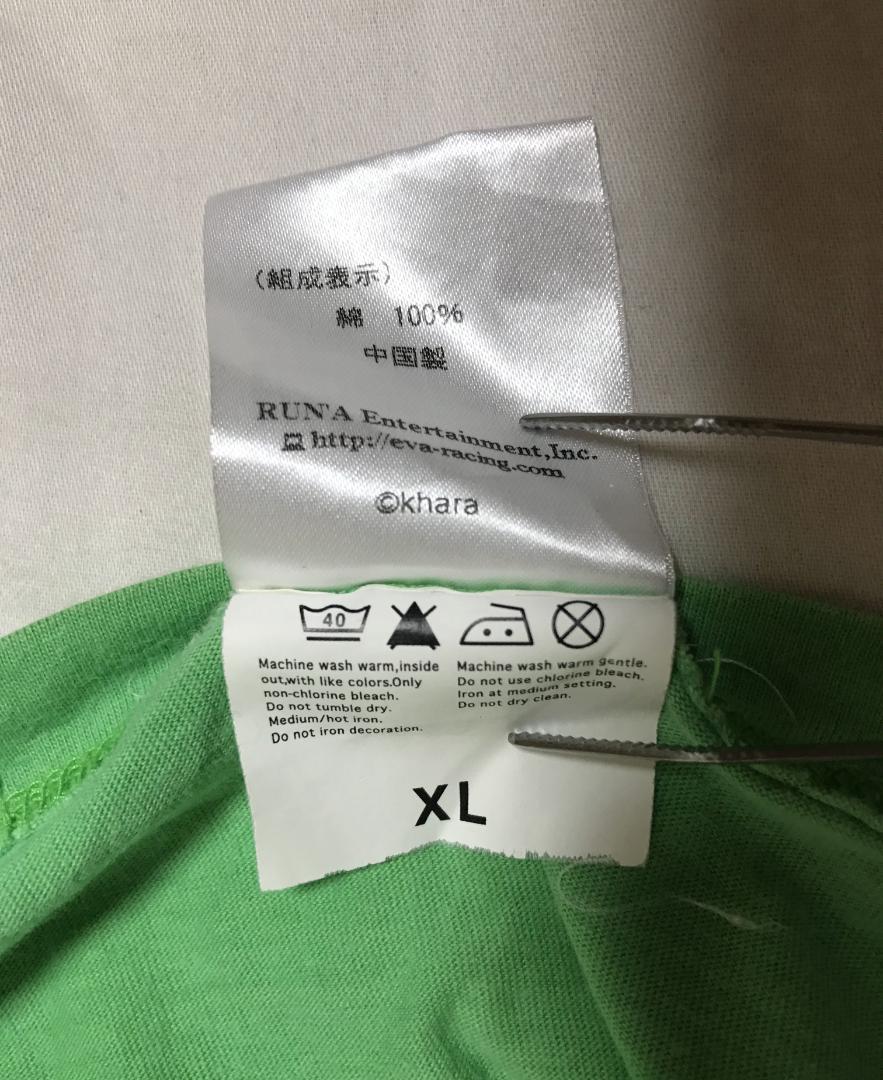 (組成表示)
綿 100%
中国製
RUN'A Entertainment,Inc.
http://eva-racing.com
©khara
40
Machine wash warm,inside
out,with like colors.Only
non-chlorine bleach.
Do not tumble dry.
Medium/hot iron.
Do not iron decoration.
Machine wash warm gentle.
Do not use chlorine bleach.
Iron at medium setting.
Do not dry clean.
XL